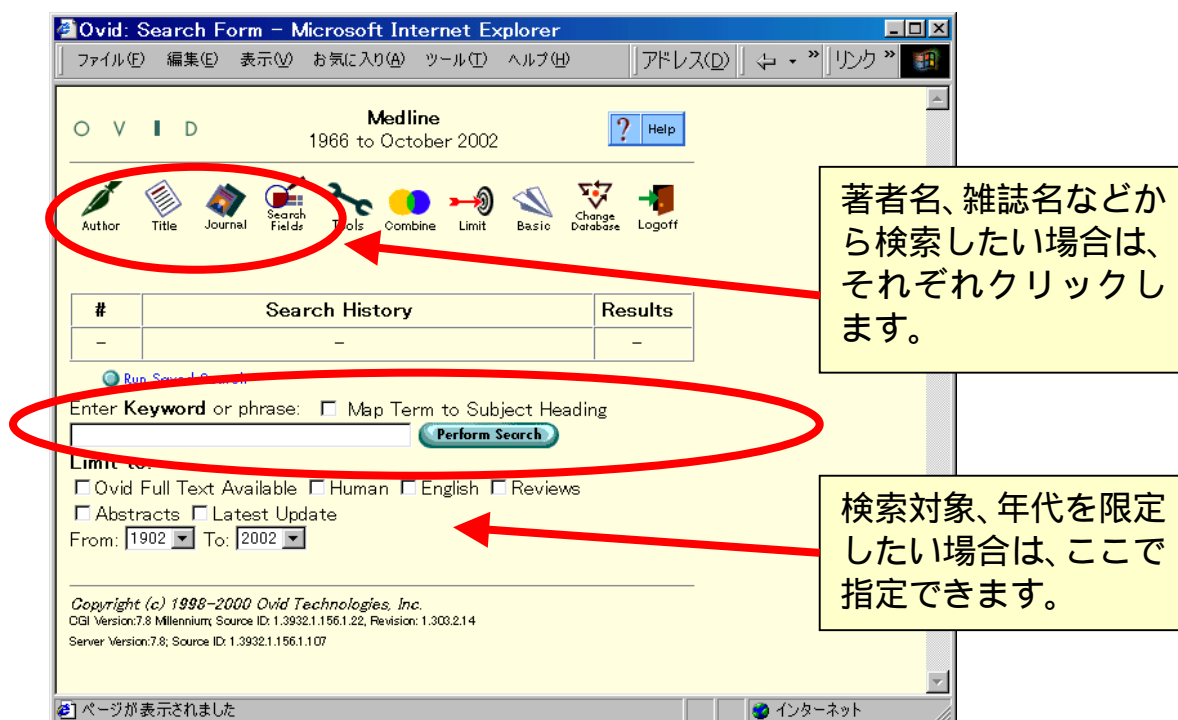 Ovid: Search Form - Microsoft Internet Explorer
ファイル(F) 編集(E) 表示(V) お気に入り(A) ツール(T) ヘルプ(H) アドレス(D) » リンク »
O V I D
Medline
1966 to October 2002
? Help
Author Title Journal Search Fields Tools Combine Limit Basic Change Database Logoff
著者名、雑誌名などか
ら検索したい場合は、
それぞれクリックし
ます。
# Search History Results
- - -
Run Saved Search
Enter Keyword or phrase: Map Term to Subject Heading
Perform Search
Limit to:
Ovid Full Text Available Human English Reviews
Abstracts Latest Update
From: 1902 To: 2002
検索対象、年代を限定
したい場合は、ここで
指定できます。
Copyright (c) 1998-2000 Ovid Technologies, Inc.
CGI Version:7.8 Millennium; Source ID: 1.3932.1.156.1.22, Revision: 1.303.2.14
Server Version:7.8; Source ID: 1.3932.1.156.1.107
ページが表示されました インターネット